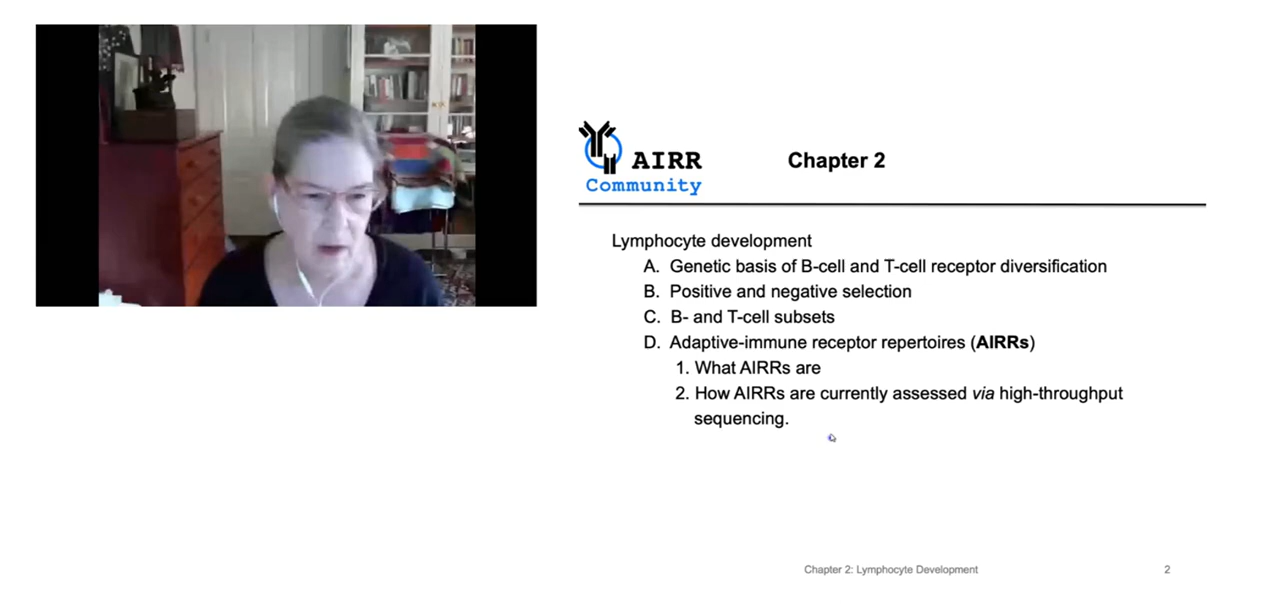 AIRR
Community
Chapter 2
Lymphocyte development
A. Genetic basis of B-cell and T-cell receptor diversification
B. Positive and negative selection
C. B- and T-cell subsets
D. Adaptive-immune receptor repertoires (AIRRs)
1. What AIRRs are
2. How AIRRs are currently assessed via high-throughput
sequencing.
Chapter 2: Lymphocyte Development
2